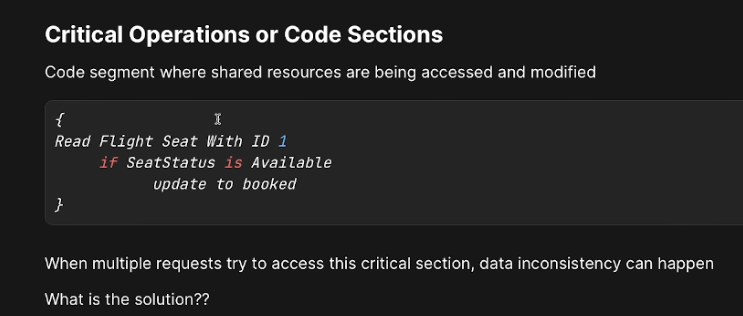 Critical Operations or Code Sections
Code segment where shared resources are being accessed and modified
{
Read Flight Seat With ID 1
if SeatStatus is Available
update to booked
}
When multiple requests try to access this critical section, data inconsistency can happen
What is the solution??